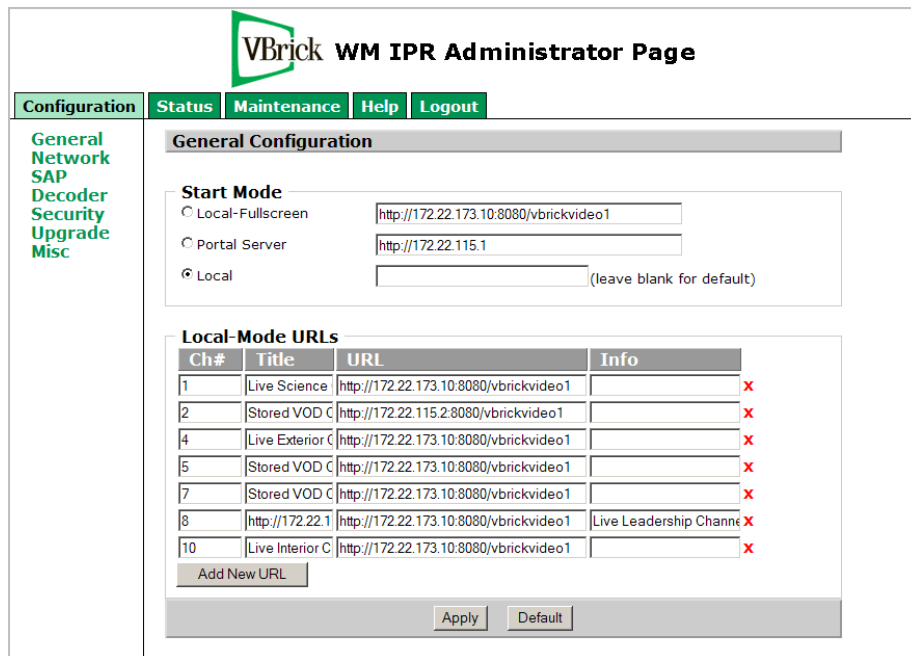 VBrick WM IPR Administrator Page
Configuration Status Maintenance Help Logout
General
Network
SAP
Decoder
Security
Upgrade
Misc
General Configuration
Start Mode
Local-Fullscreen http://172.22.173.10:8080/vbrickvideo1
Portal Server http://172.22.115.1
Local (leave blank for default)
Local-Mode URLs
Ch# Title URL Info
1 Live Science http://172.22.173.10:8080/vbrickvideo1 x
2 Stored VOD C http://172.22.115.2:8080/vbrickvideo1 x
4 Live Exterior C http://172.22.173.10:8080/vbrickvideo1 x
5 Stored VOD C http://172.22.173.10:8080/vbrickvideo1 x
7 Stored VOD C http://172.22.173.10:8080/vbrickvideo1 x
8 http://172.22.1 http://172.22.173.10:8080/vbrickvideo1 Live Leadership Channe x
10 Live Interior C http://172.22.173.10:8080/vbrickvideo1 x
Add New URL
Apply Default